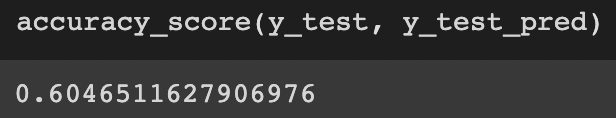 accuracy_score(y_test, y_test_pred)
0.6046511627906976